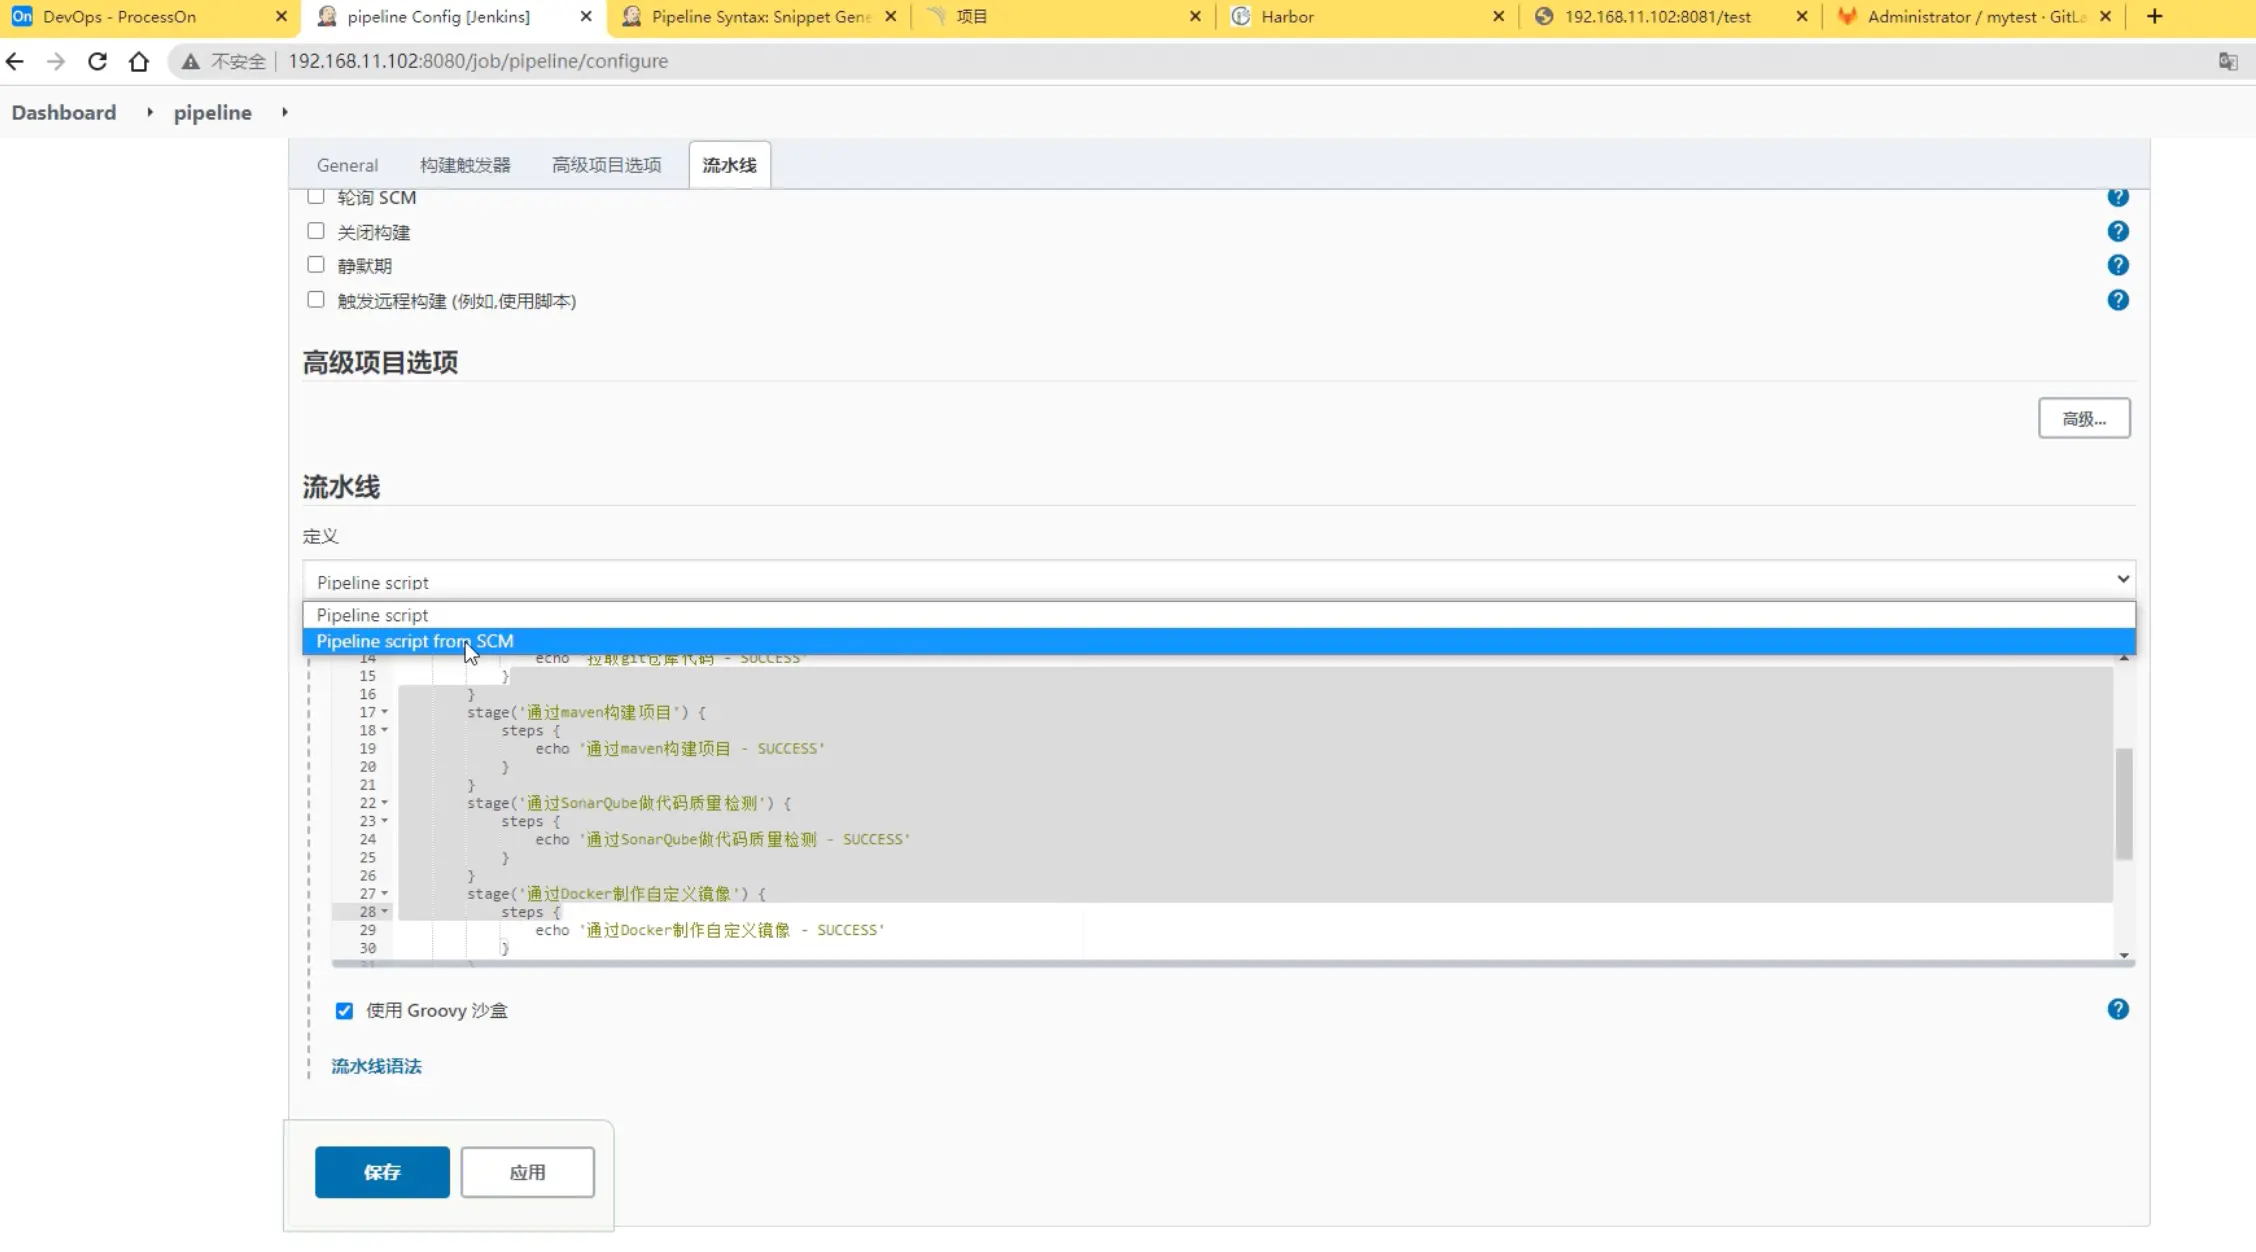 DevOps - ProcessOn
pipeline Config [Jenkins]
Pipeline Syntax: Snippet Gene
项目
Harbor
192.168.11.102:8081/test
Administrator / mytest · GitLa
不安全
192.168.11.102:8080/job/pipeline/configure
Dashboard
pipeline
General
构建触发器
高级项目选项
流水线
轮询 SCM
关闭构建
静默期
触发远程构建 (例如,使用脚本)
高级项目选项
高级...
流水线
定义
Pipeline script
Pipeline script
Pipeline script from SCM
14 echo '拉取git仓库代码 - SUCCESS'
15 }
16 }
17 stage('通过maven构建项目') {
18 steps {
19 echo '通过maven构建项目 - SUCCESS'
20 }
21 }
22 stage('通过SonarQube做代码质量检测') {
23 steps {
24 echo '通过SonarQube做代码质量检测 - SUCCESS'
25 }
26 }
27 stage('通过Docker制作自定义镜像') {
28 steps {
29 echo '通过Docker制作自定义镜像 - SUCCESS'
30 }
使用 Groovy 沙盒
流水线语法
保存
应用